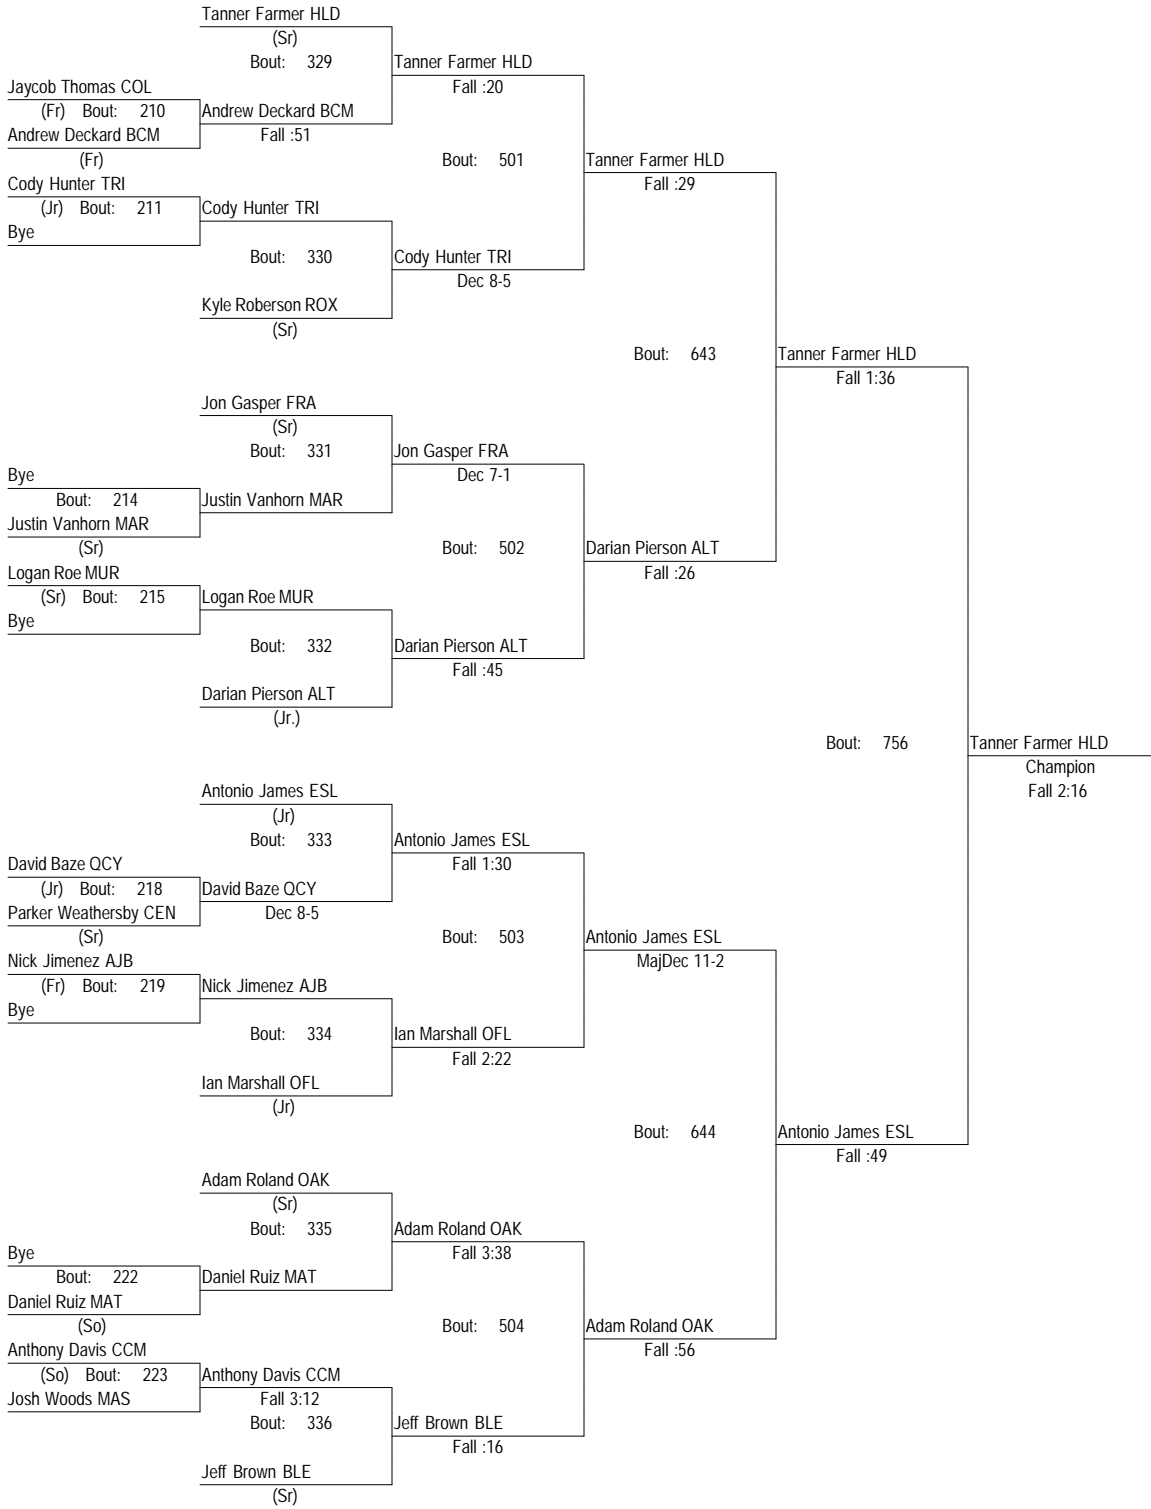 Tanner Farmer HLD
(Sr)
Bout: 329
Tanner Farmer HLD
Fall :20
Jaycob Thomas COL
(Fr) Bout: 210
Andrew Deckard BCM
Andrew Deckard BCM
Fall :51
(Fr)
Bout: 501
Tanner Farmer HLD
Fall :29
Cody Hunter TRI
(Jr) Bout: 211
Cody Hunter TRI
Bye
Bout: 330
Cody Hunter TRI
Dec 8-5
Kyle Roberson ROX
(Sr)
Bout: 643
Tanner Farmer HLD
Fall 1:36
Jon Gasper FRA
(Sr)
Bout: 331
Jon Gasper FRA
Dec 7-1
Bye
Bout: 214
Justin Vanhorn MAR
Justin Vanhorn MAR
(Sr)
Bout: 502
Darian Pierson ALT
Fall :26
Logan Roe MUR
(Sr) Bout: 215
Logan Roe MUR
Bye
Bout: 332
Darian Pierson ALT
Fall :45
Darian Pierson ALT
(Jr.)
Bout: 756
Tanner Farmer HLD
Champion
Fall 2:16
Antonio James ESL
(Jr)
Bout: 333
Antonio James ESL
Fall 1:30
David Baze QCY
(Jr) Bout: 218
David Baze QCY
Parker Weathersby CEN
Dec 8-5
(Sr)
Bout: 503
Antonio James ESL
MajDec 11-2
Nick Jimenez AJB
(Fr) Bout: 219
Nick Jimenez AJB
Bye
Bout: 334
Ian Marshall OFL
Fall 2:22
Ian Marshall OFL
(Jr)
Bout: 644
Antonio James ESL
Fall :49
Adam Roland OAK
(Sr)
Bout: 335
Adam Roland OAK
Fall 3:38
Bye
Bout: 222
Daniel Ruiz MAT
Daniel Ruiz MAT
(So)
Bout: 504
Adam Roland OAK
Fall :56
Anthony Davis CCM
(So) Bout: 223
Anthony Davis CCM
Josh Woods MAS
Fall 3:12
Bout: 336
Jeff Brown BLE
Fall :16
Jeff Brown BLE
(Sr)